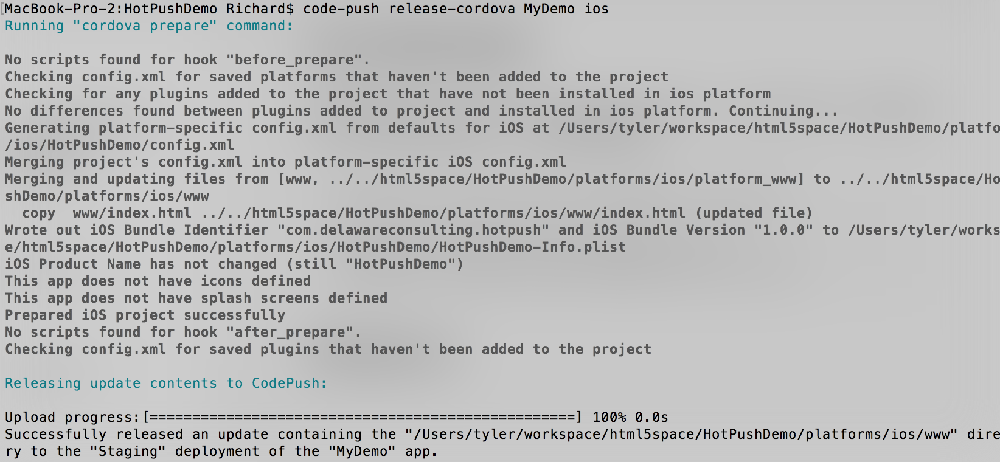 MacBook-Pro-2:HotPushDemo Richard$ code-push release-cordova MyDemo ios
Running "cordova prepare" command:
No scripts found for hook "before_prepare".
Checking config.xml for saved platforms that haven't been added to the project
Checking for any plugins added to the project that have not been installed in ios platform
No differences found between plugins added to project and installed in ios platform. Continuing...
Generating platform-specific config.xml from defaults for iOS at /Users/tyler/workspace/html5space/HotPushDemo/platfo
/ios/HotPushDemo/config.xml
Merging project's config.xml into platform-specific iOS config.xml
Merging and updating files from [www, ../../html5space/HotPushDemo/platforms/ios/platform_www] to ../../html5space/Ho
shDemo/platforms/ios/www
copy  www/index.html ../../html5space/HotPushDemo/platforms/ios/www/index.html (updated file)
Wrote out iOS Bundle Identifier "com.delawareconsulting.hotpush" and iOS Bundle Version "1.0.0" to /Users/tyler/works
e/html5space/HotPushDemo/platforms/ios/HotPushDemo/HotPushDemo-Info.plist
iOS Product Name has not changed (still "HotPushDemo")
This app does not have icons defined
This app does not have splash screens defined
Prepared iOS project successfully
No scripts found for hook "after_prepare".
Checking config.xml for saved plugins that haven't been added to the project
Releasing update contents to CodePush:
Upload progress:[==================================================] 100% 0.0s
Successfully released an update containing the "/Users/tyler/workspace/html5space/HotPushDemo/platforms/ios/www" dire
ry to the "Staging" deployment of the "MyDemo" app.